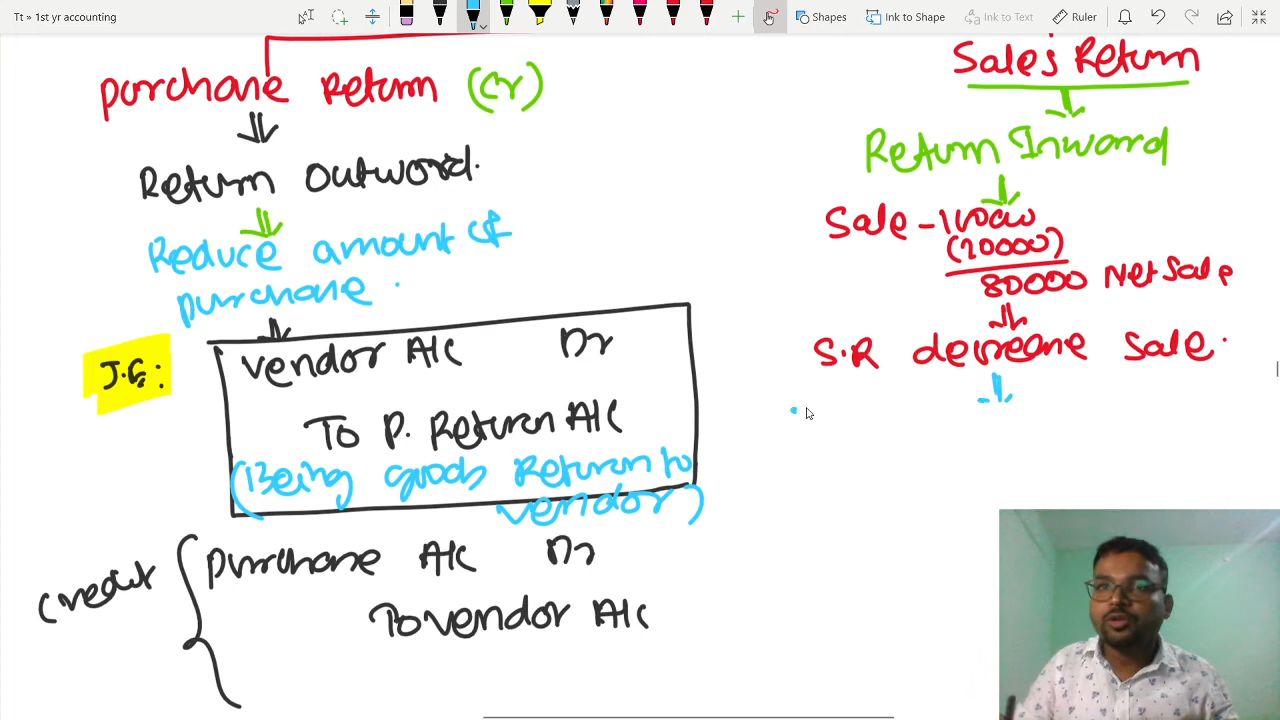 Tt > 1st yr accounting
Shapes
Ink to Shape
Ink to Text
Ruler
purchase Return (cr)
Return outword.
Reduce amount of
purchase.
J.E:
vendor A/C Dr
To P. Return A/C
(Being goods Return to
vendor)
credit
purchase A/C Dr
To vendor A/C
Sales Return
Return Inward
Sale - 100000
(20000)
80000 Net Sale
S.R decrease sale.